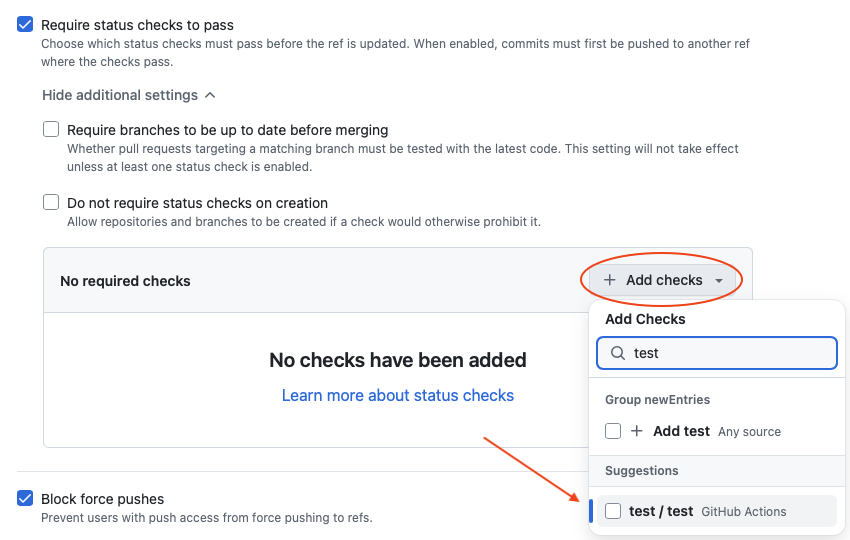 Require status checks to pass
Choose which status checks must pass before the ref is updated. When enabled, commits must first be pushed to another ref
where the checks pass.
Hide additional settings
Require branches to be up to date before merging
Whether pull requests targeting a matching branch must be tested with the latest code. This setting will not take effect
unless at least one status check is enabled.
Do not require status checks on creation
Allow repositories and branches to be created if a check would otherwise prohibit it.
No required checks
+ Add checks
Add Checks
test
Group newEntries
+ Add test Any source
Suggestions
test / test GitHub Actions
No checks have been added
Learn more about status checks
Block force pushes
Prevent users with push access from force pushing to refs.